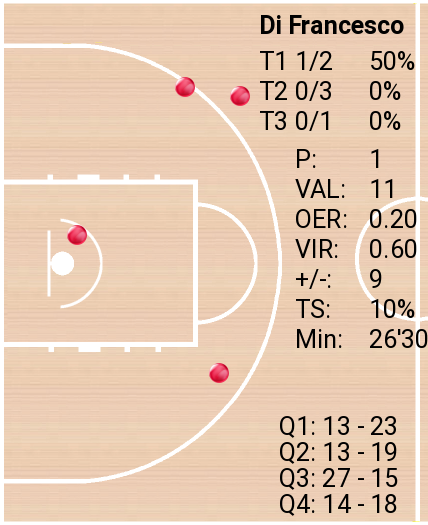 Di Francesco
T1 1/2 50%
T2 0/3 0%
T3 0/1 0%
P: 1
VAL: 11
OER: 0.20
VIR: 0.60
+/-: 9
TS: 10%
Min: 26'30
Q1: 13 - 23
Q2: 13 - 19
Q3: 27 - 15
Q4: 14 - 18